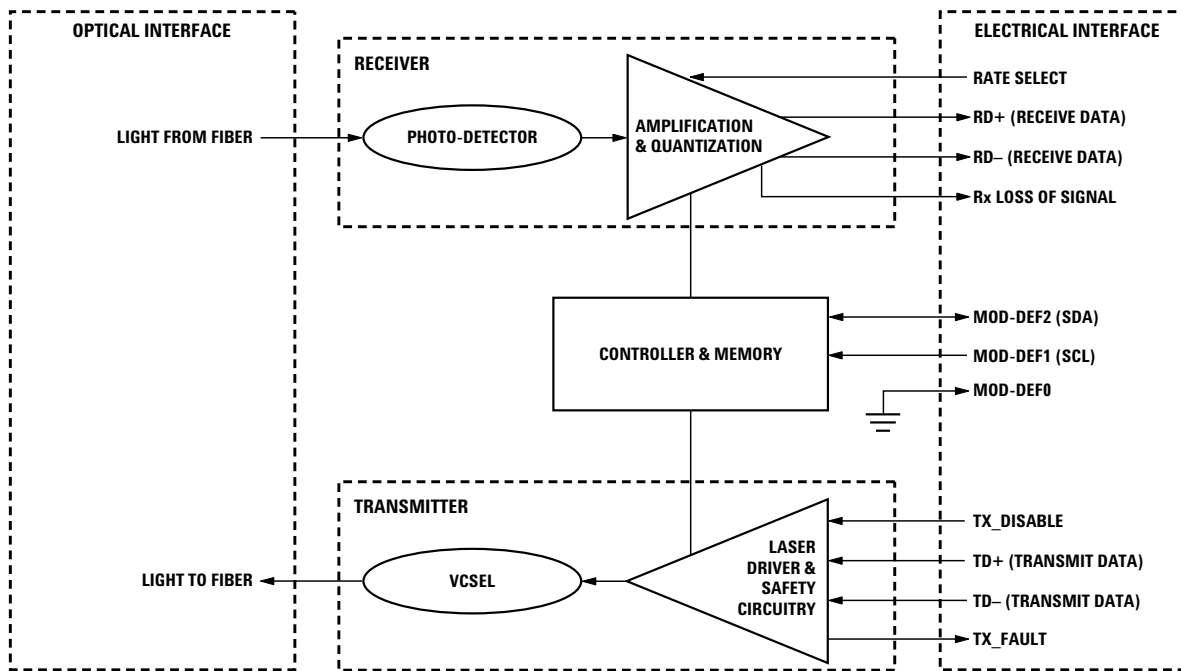 OPTICAL INTERFACE
ELECTRICAL INTERFACE
RECEIVER
RATE SELECT
LIGHT FROM FIBER
PHOTO-DETECTOR
AMPLIFICATION
& QUANTIZATION
RD+ (RECEIVE DATA)
RD– (RECEIVE DATA)
Rx LOSS OF SIGNAL
CONTROLLER & MEMORY
MOD-DEF2 (SDA)
MOD-DEF1 (SCL)
MOD-DEF0
TRANSMITTER
LIGHT TO FIBER
VCSEL
LASER
DRIVER &
SAFETY
CIRCUITRY
TX_DISABLE
TD+ (TRANSMIT DATA)
TD– (TRANSMIT DATA)
TX_FAULT